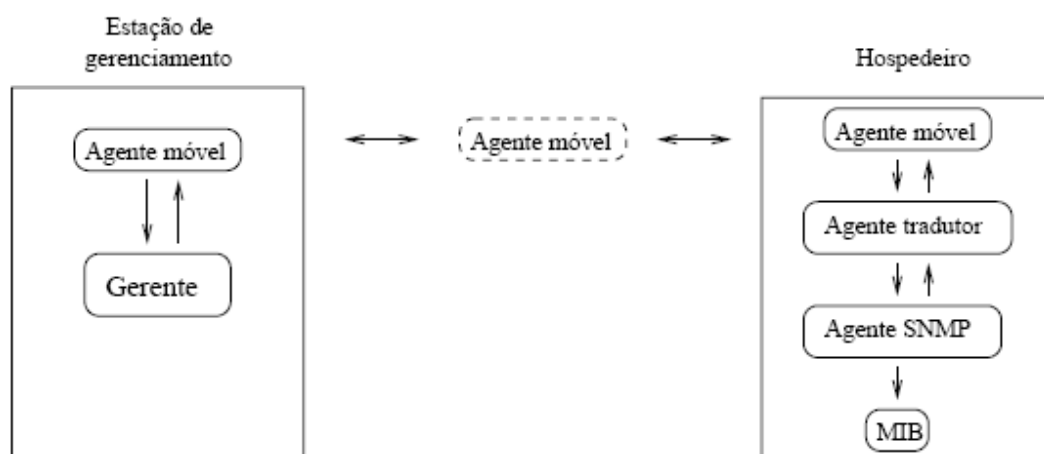 Estação de
gerenciamento
Hospedeiro
Agente móvel
Gerente
Agente móvel
Agente móvel
Agente tradutor
Agente SNMP
MIB